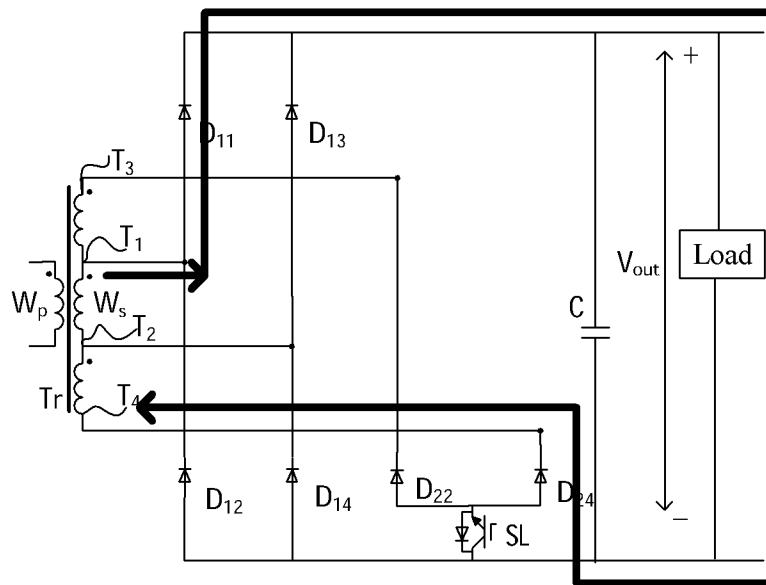 +
D₁₁
D₁₃
T₃
T₁
Wₚ
Wₛ
T₂
Tr
T₄
C
Vout
Load
D₁₂
D₁₄
D₂₂
D₂₄
SL
−